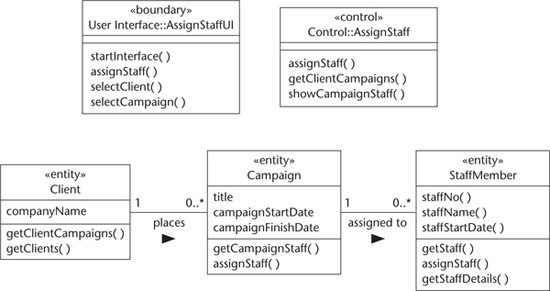 «boundary»
User Interface::AssignStaffUI
startInterface( )
assignStaff( )
selectClient( )
selectCampaign( )
«control»
Control::AssignStaff
assignStaff( )
getClientCampaigns( )
showCampaignStaff( )
«entity»
Client
companyName
getClientCampaigns( )
getClients( )
1
0..*
places
«entity»
Campaign
title
campaignStartDate
campaignFinishDate
getCampaignStaff( )
assignStaff( )
1
0..*
assigned to
«entity»
StaffMember
staffNo( )
staffName( )
staffStartDate( )
getStaff( )
assignStaff( )
getStaffDetails( )